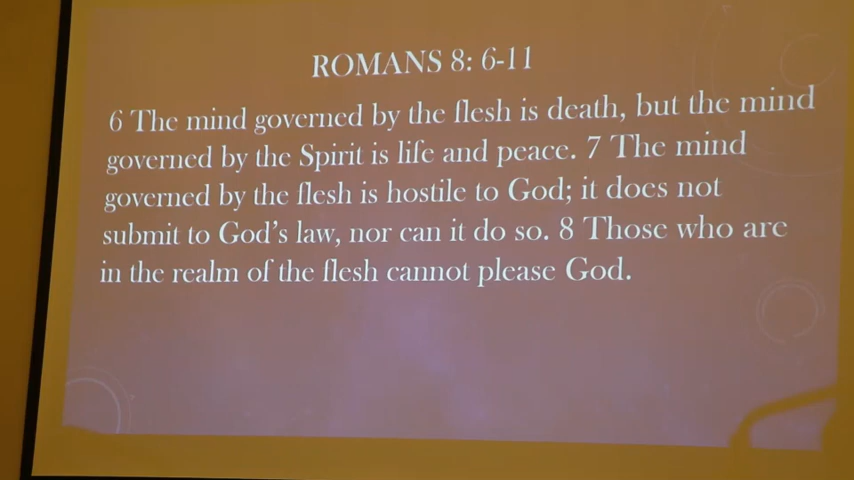 ROMANS 8: 6-11
6 The mind governed by the flesh is death, but the mind
governed by the Spirit is life and peace. 7 The mind
governed by the flesh is hostile to God; it does not
submit to God's law, nor can it do so. 8 Those who are
in the realm of the flesh cannot please God.